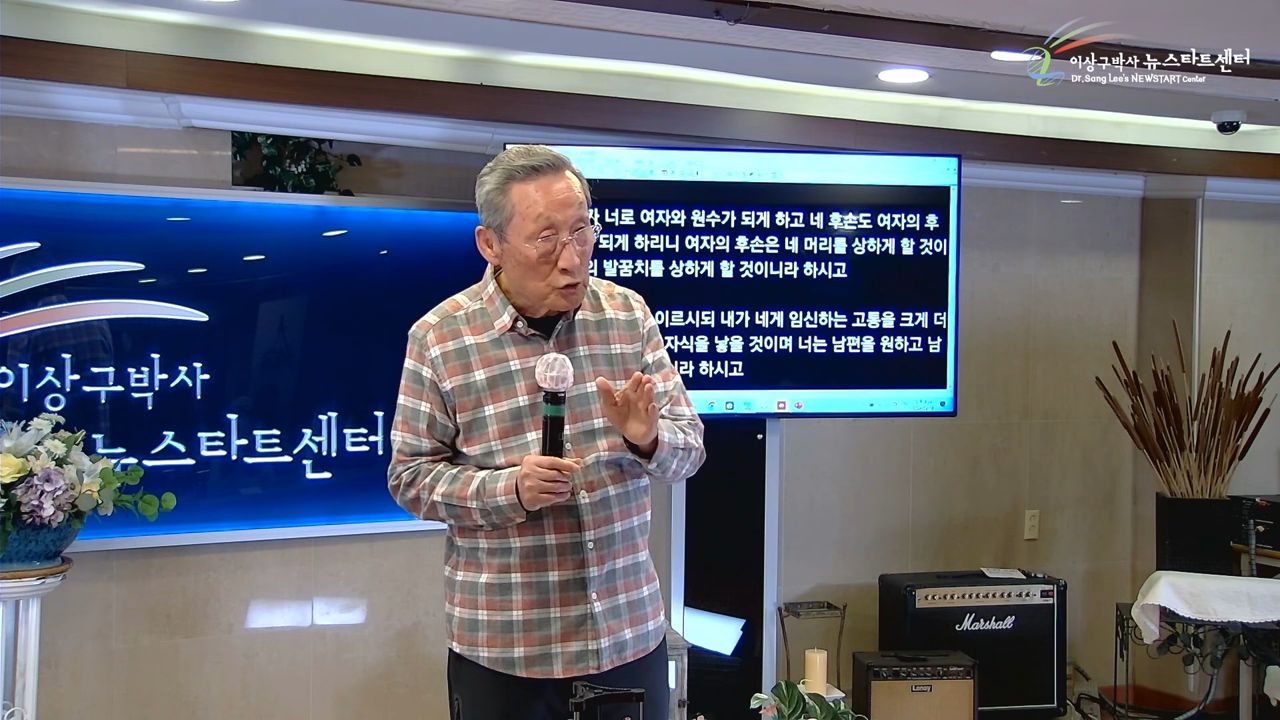 이상구박사 뉴스타트센터
Dr. Sang Lee's NEWSTART Center
너로 여자와 원수가 되게 하고 네 후손도 여자의 후
되게 하리니 여자의 후손은 네 머리를 상하게 할 것이
발꿈치를 상하게 할 것이니라 하시고
이르시되 내가 네게 임신하는 고통을 크게 더
자식을 낳을 것이며 너는 남편을 원하고 남
하시고
이상구박사
뉴스타트센터
Marshall
Laney